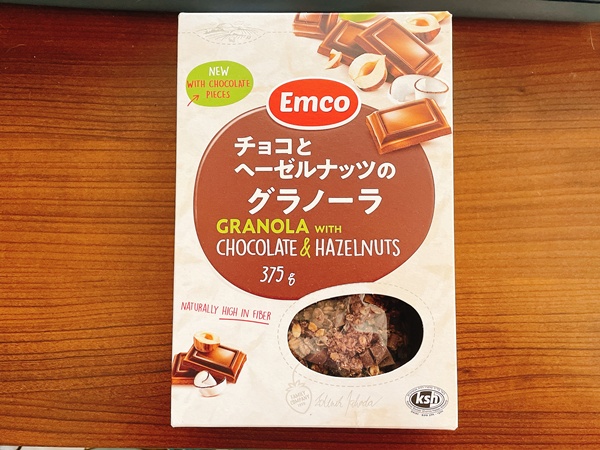 NEW
WITH CHOCOLATE
PIECES
Emco
チョコと
ヘーゼルナッツの
グラノーラ
GRANOLA WITH
CHOCOLATE & HAZELNUTS
375 g
NATURALLY HIGH IN FIBER
ksb